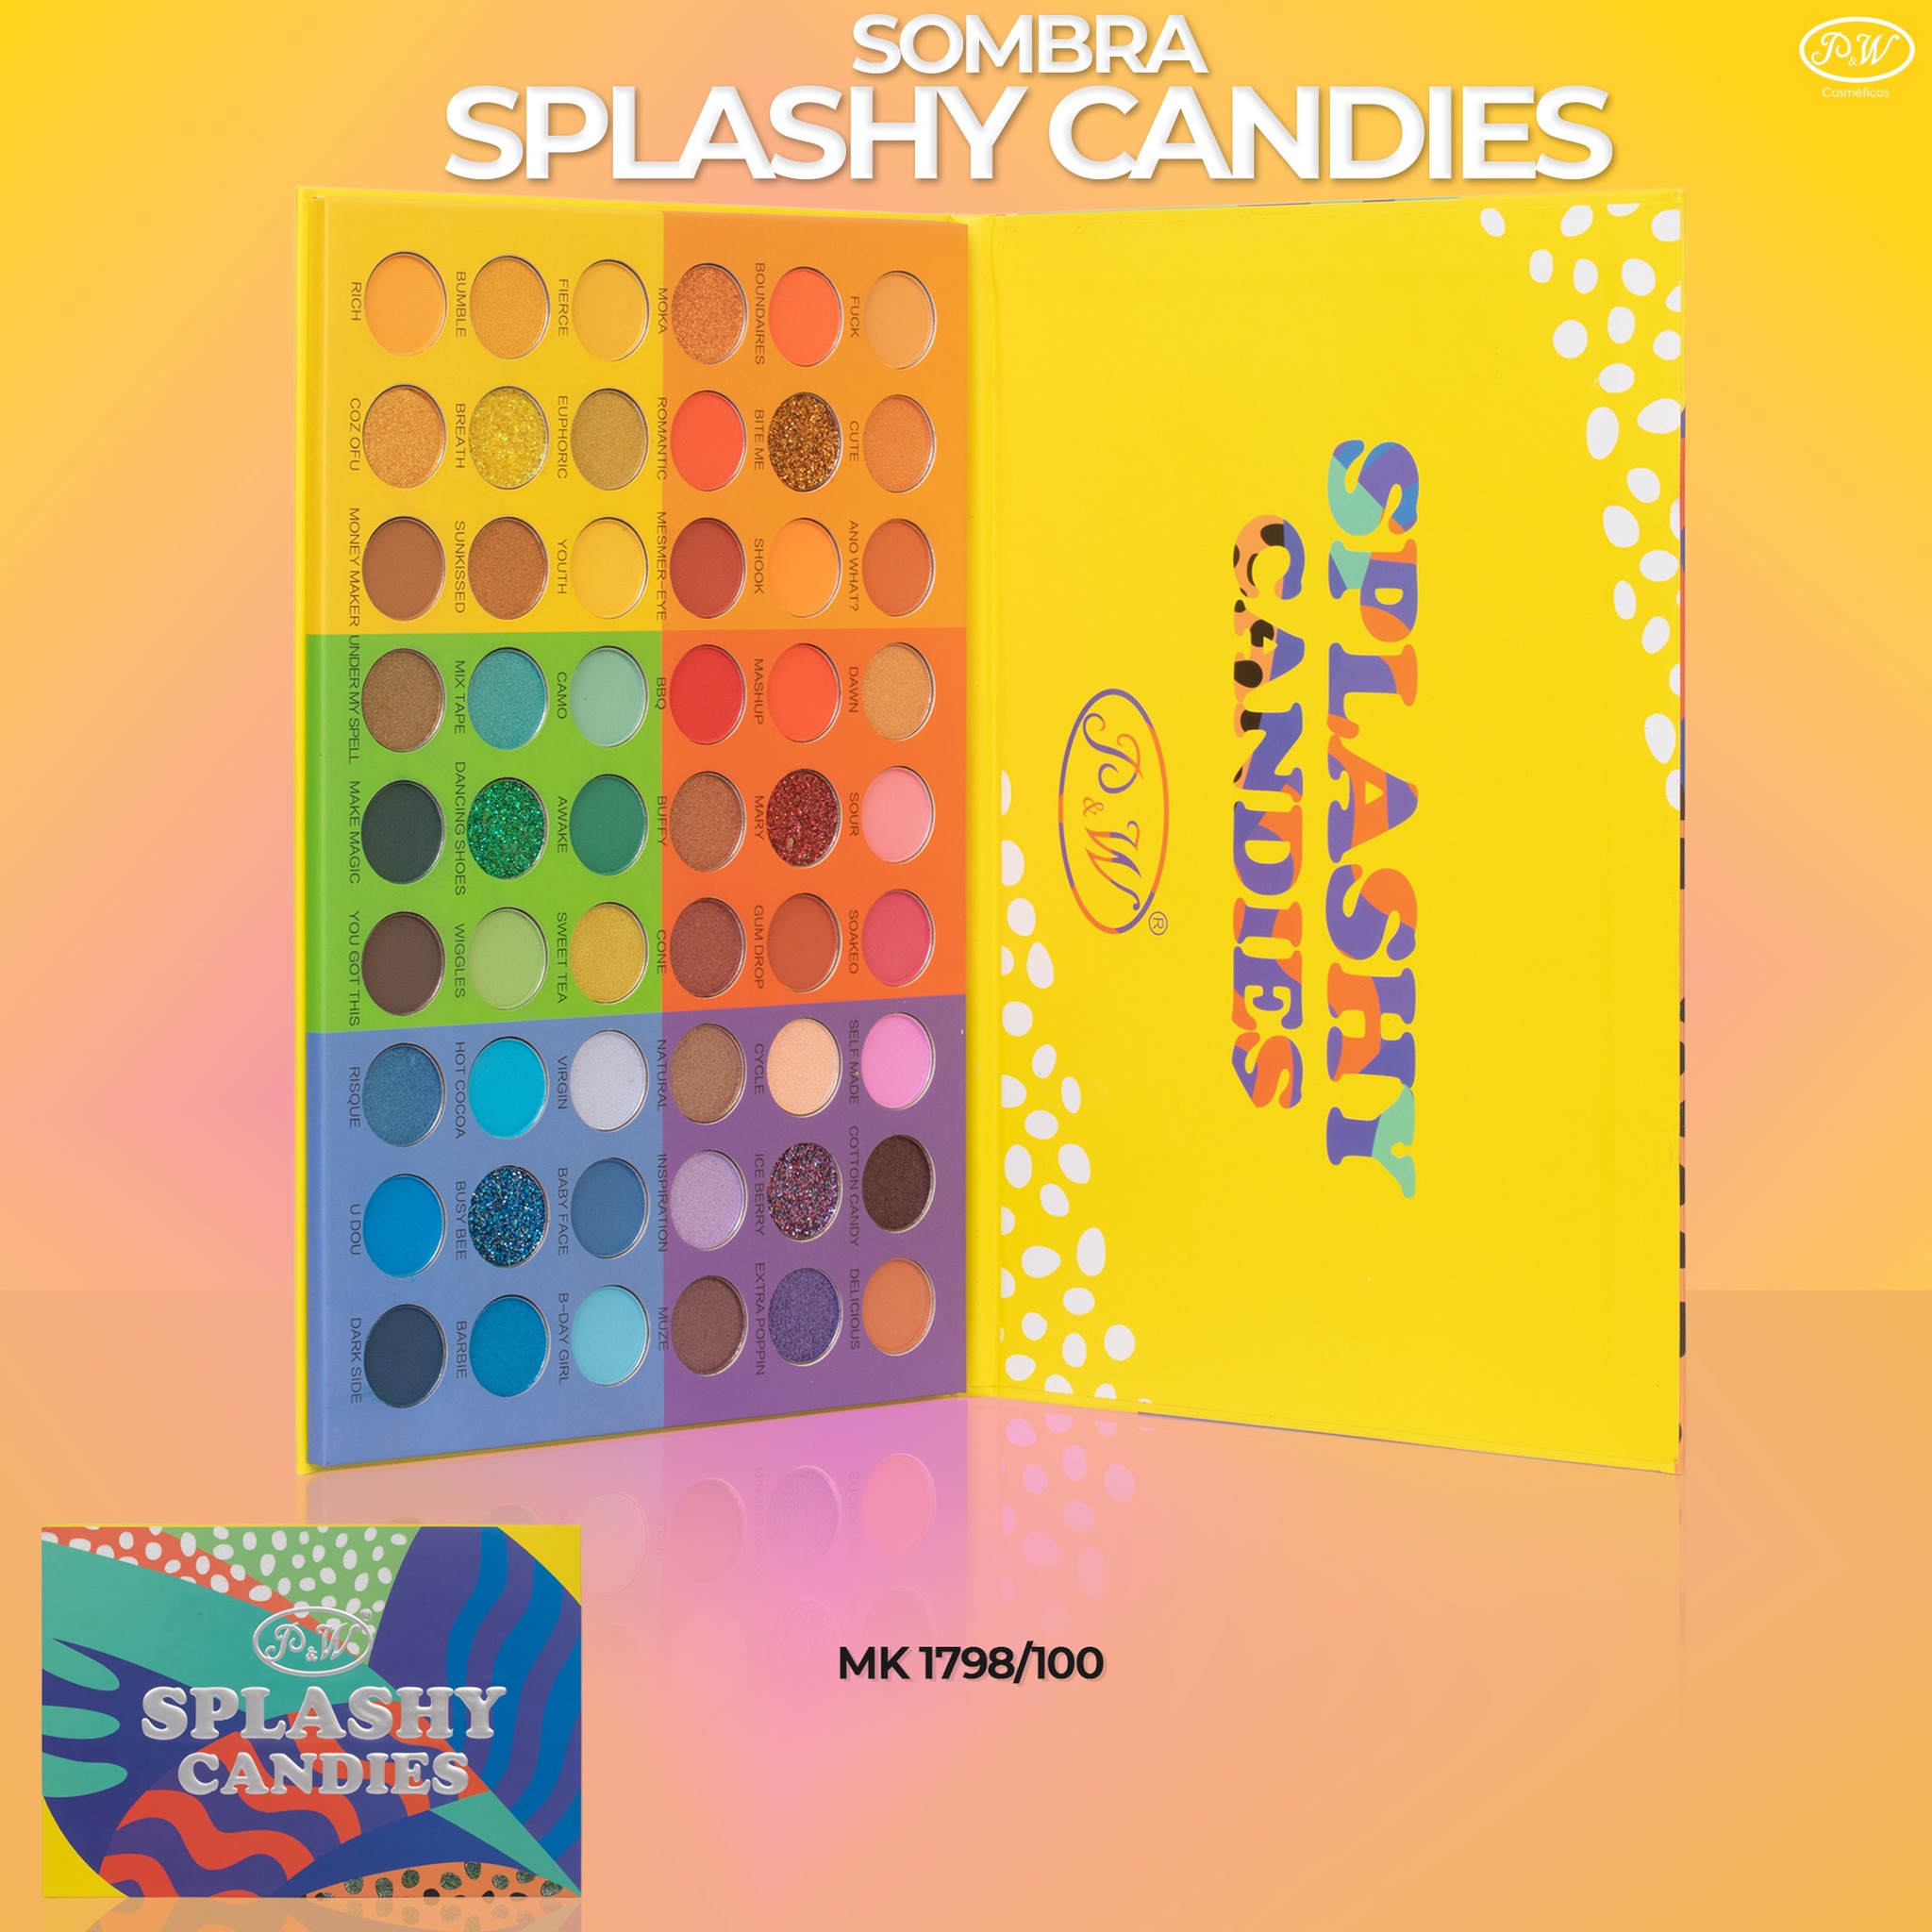 SOMBRA
SPLASHY CANDIES
P&W
Cosméticos
RICH
BUMBLE
FIERCE
MOKA
BOUNDAIRES
FUCK
COZ OFU
BREATH
EUPHORIC
ROMANTIC
BITE ME
CUTE
MONEY MAKER
SUNKISSED
YOUTH
MESMER-EYE
SHOOK
ANO WHAT?
UNDER MY SPELL
MIX TAPE
CAMO
BBQ
MASHUP
DAWN
MAKE MAGIC
DANCING SHOES
AWAKE
BUFFY
MARY
SOUR
YOU GOT THIS
WIGGLES
SWEET TEA
CONE
GUM DROP
SOAKEO
RISQUE
HOT COCOA
VIRGIN
NATURAL
CYCLE
SELF MADE
U DOU
BUSY BEE
BABY FACE
INSPIRATION
ICE BERRY
COTTON CANDY
DARK SIDE
BARBIE
B-DAY GIRL
MUZE
EXTRA POPPIN
DELICIOUS
SPLASHY
CANDIES
P&W®
P&W
SPLASHY
CANDIES
MK 1798/100